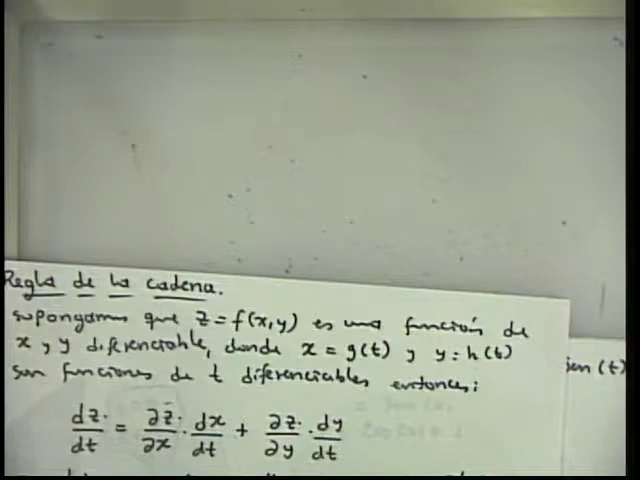 Regla de la cadena.
supongamos que z = f(x,y) es una función de
x, y diferenciable, donde x = g(t) y y = h(t)
son funciones de t diferenciables entonces:
dz/dt = ∂z/∂x · dx/dt + ∂z/∂y · dy/dt
sen(t)